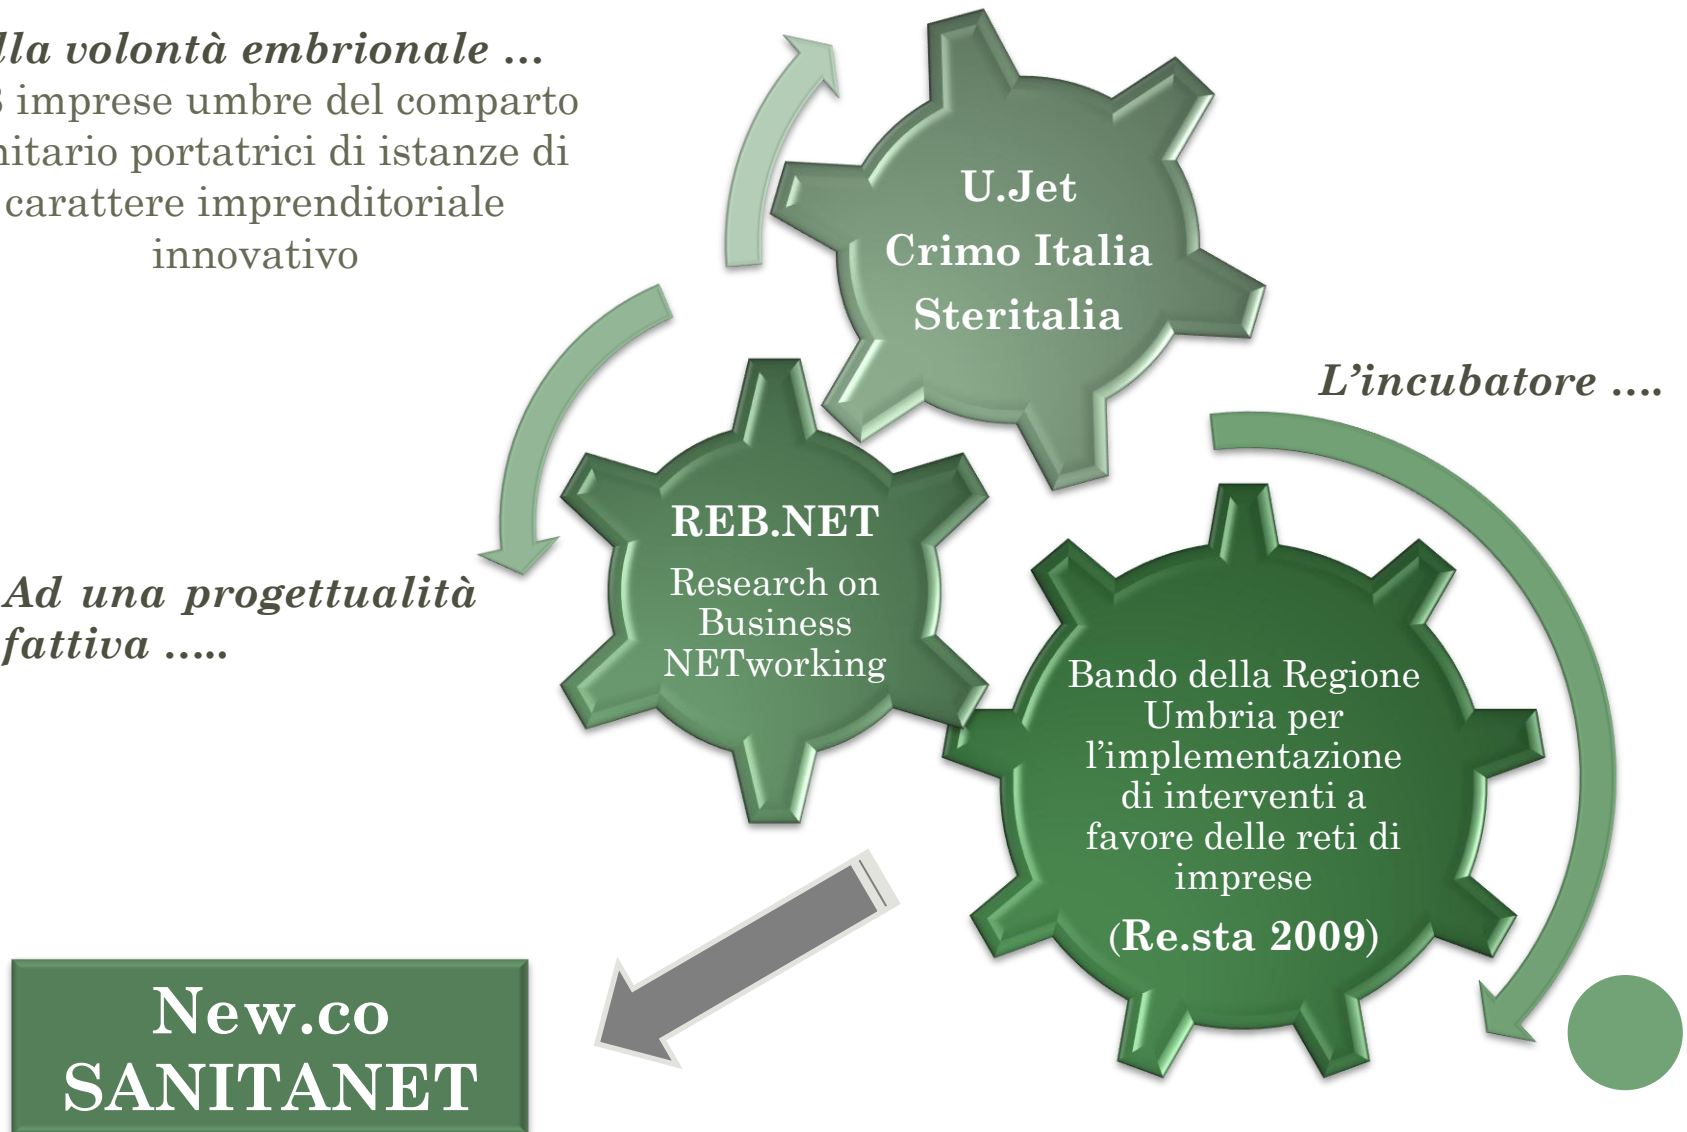 volontà embrionale ...
imprese umbre del comparto
portatrici di istanze di
carattere imprenditoriale
innovativo
U.Jet
Crimo Italia
Steritalia
L'incubatore ....
REB.NET
Research on
Business
NETworking
Ad una progettualità
fattiva .....
Bando della Regione
Umbria per
l'implementazione
di interventi a
favore delle reti di
imprese
(Re.sta 2009)
New.co
SANITANET